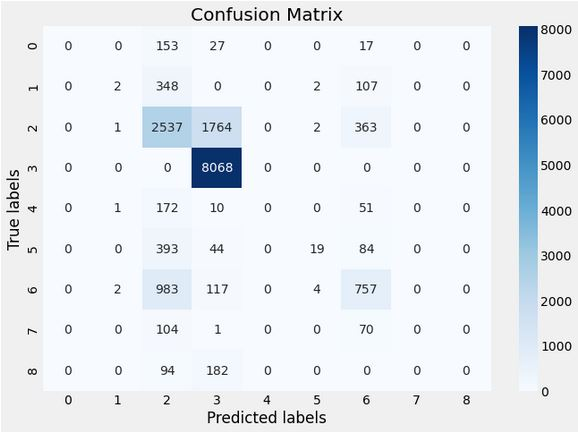 Confusion Matrix
0 0 0 153 27 0 0 17 0 0
1 0 2 348 0 0 2 107 0 0
2 0 1 2537 1764 0 2 363 0 0
3 0 0 0 8068 0 0 0 0 0
4 0 1 172 10 0 0 51 0 0
5 0 0 393 44 0 19 84 0 0
6 0 2 983 117 0 4 757 0 0
7 0 0 104 1 0 0 70 0 0
8 0 0 94 182 0 0 0 0 0
0 1 2 3 4 5 6 7 8
Predicted labels
True labels
8000
7000
6000
5000
4000
3000
2000
1000
0